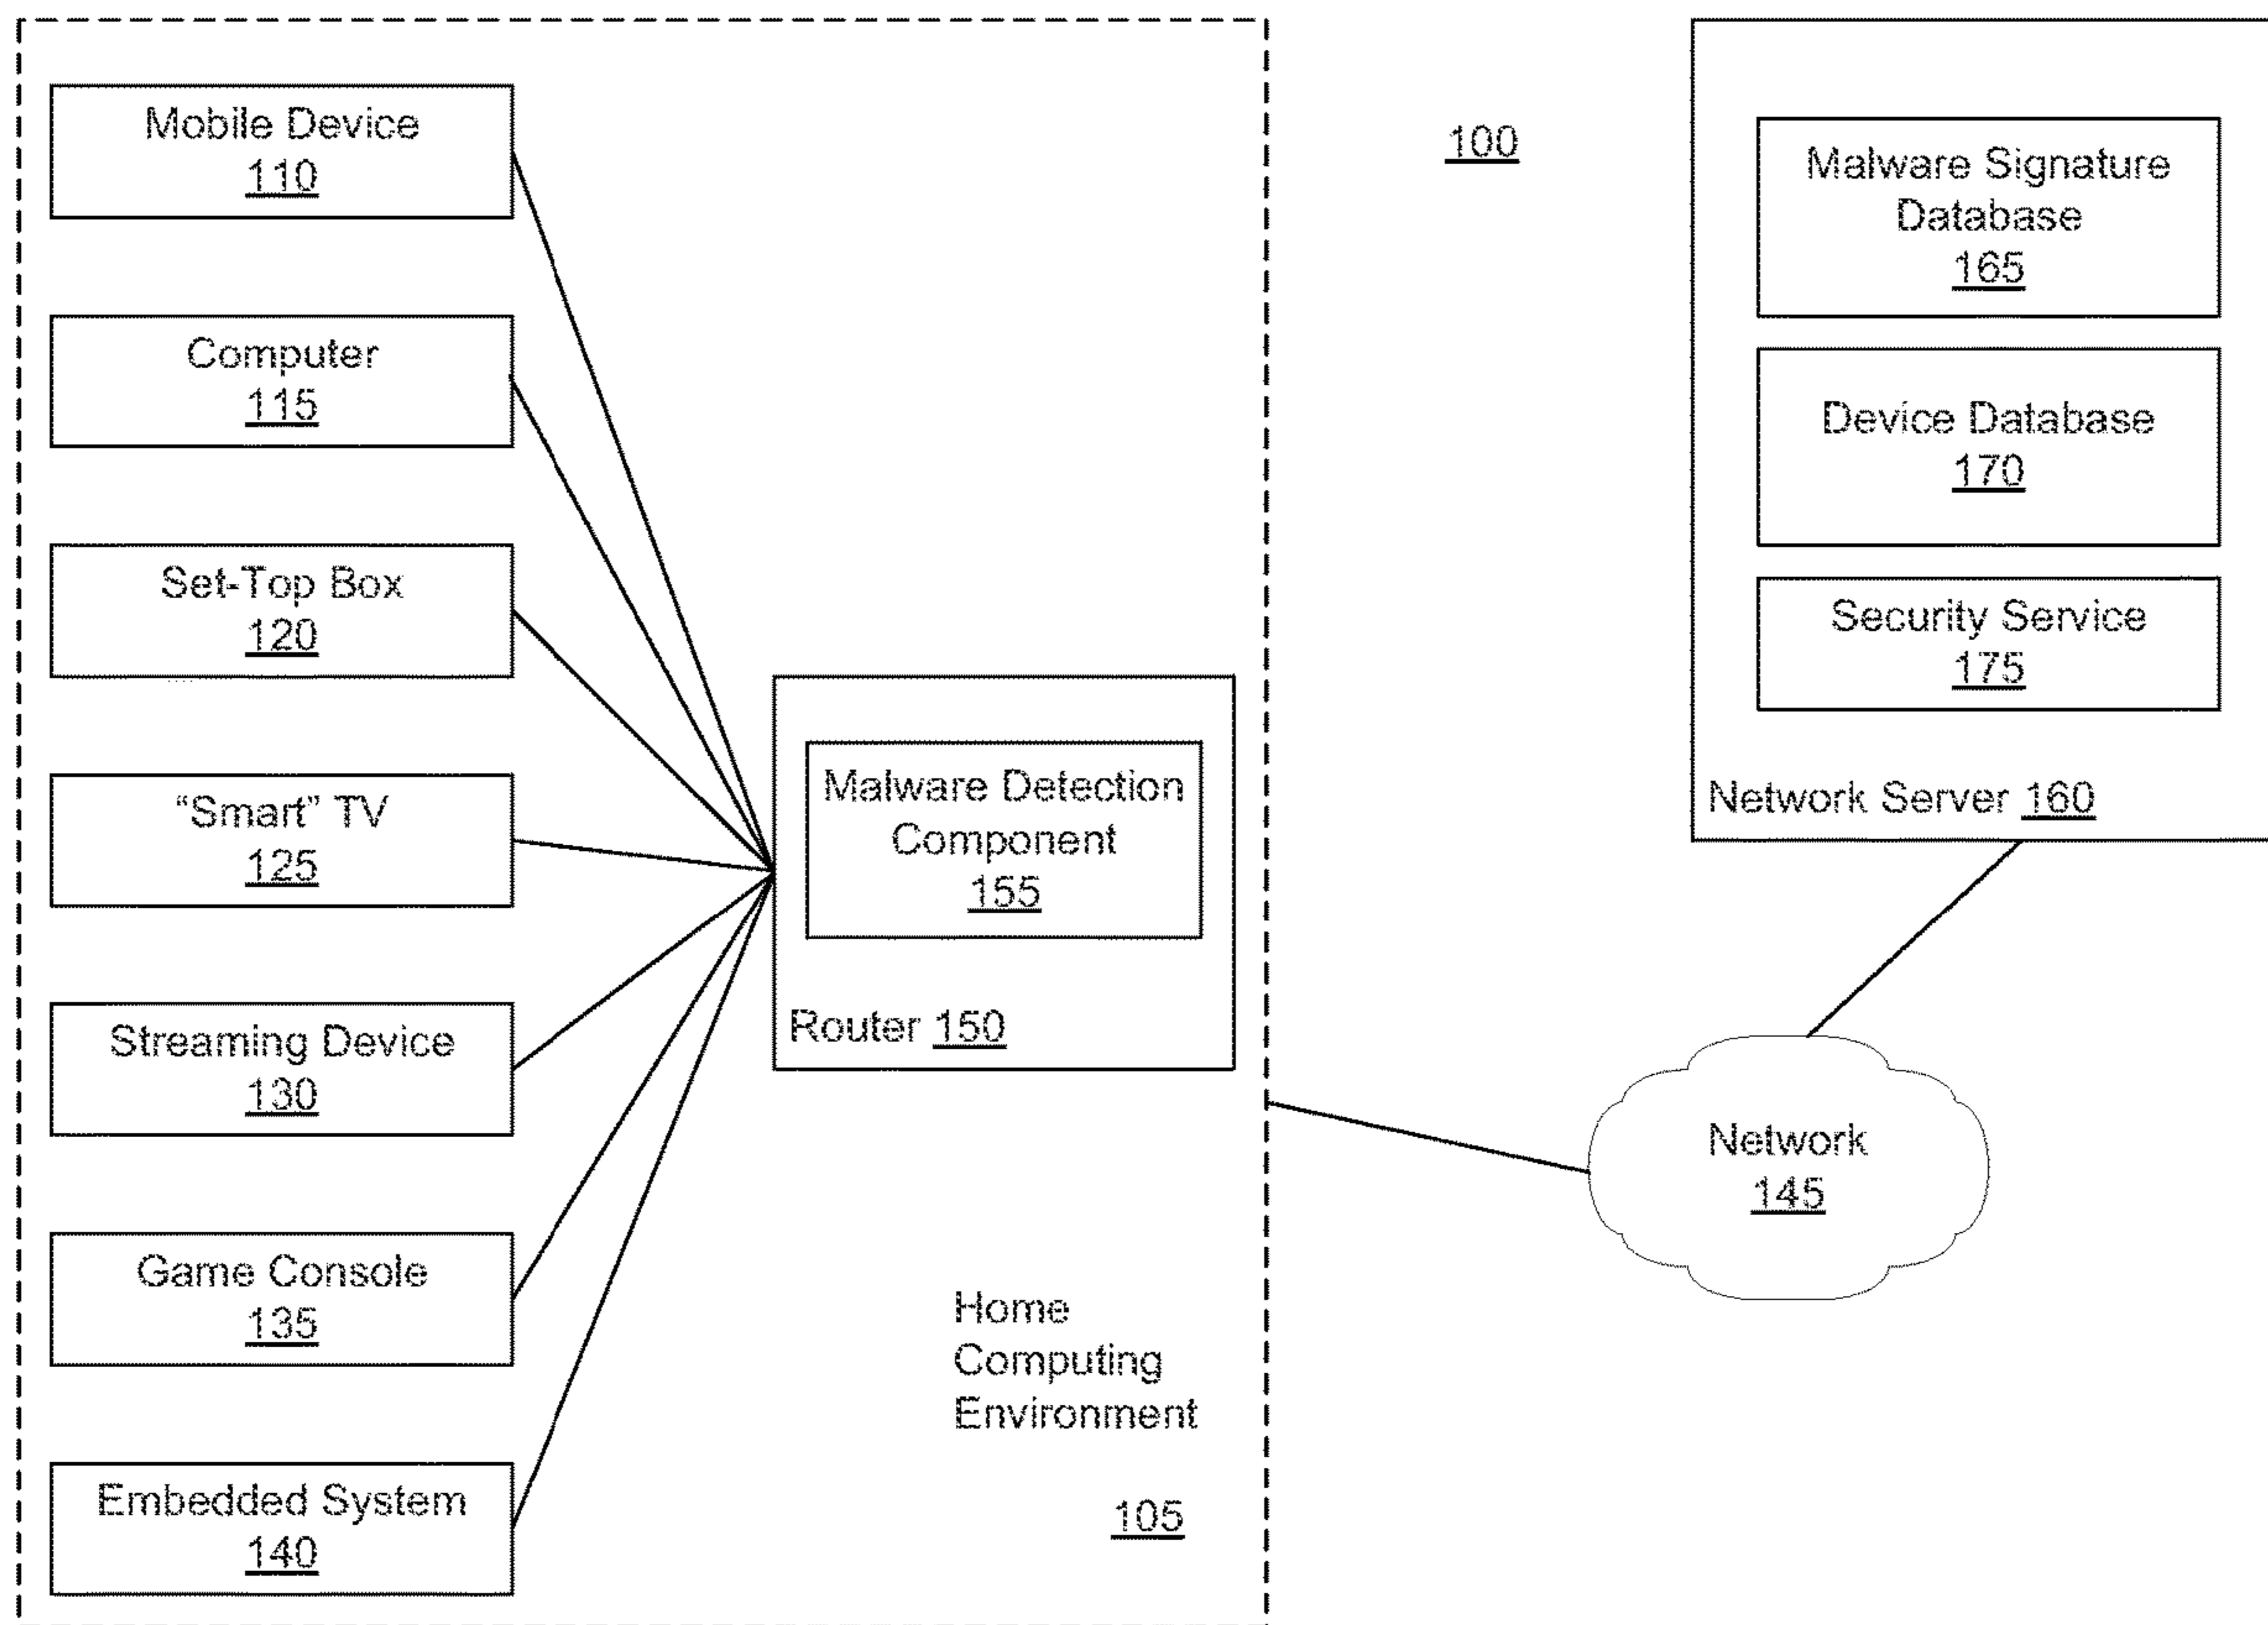 Mobile Device
110
Computer
115
Set-Top Box
120
“Smart” TV
125
Streaming Device
130
Game Console
135
Embedded System
140
Malware Detection
Component
155
Router 150
Home
Computing
Environment
105
100
Malware Signature
Database
165
Device Database
170
Security Service
175
Network Server 160
Network
145